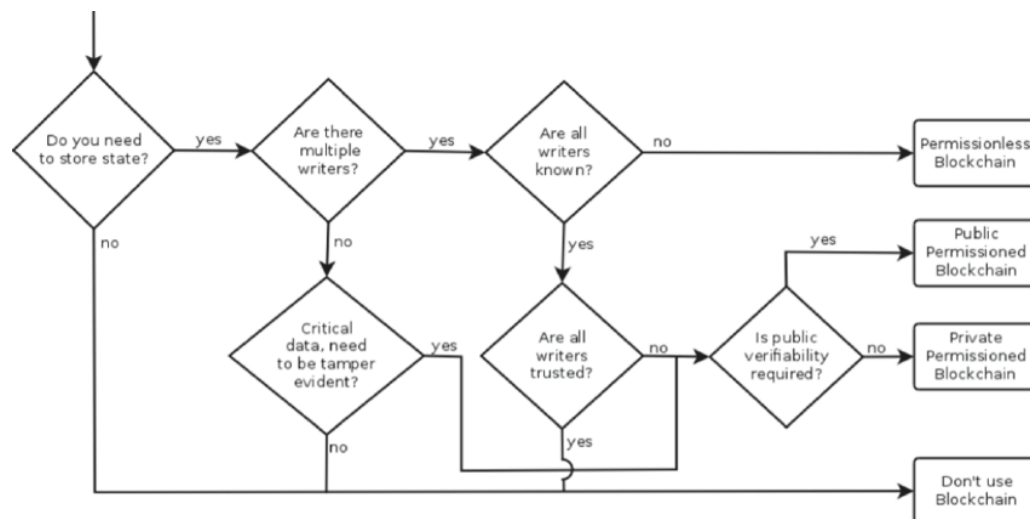 Do you need
to store state?
yes
Are there
multiple
writers?
yes
Are all
writers
known?
no
Permissionless
Blockchain
no
no
yes
yes
Public
Permissioned
Blockchain
Critical
data, need
to be tamper
evident?
yes
Are all
writers
trusted?
no
Is public
verifiability
required?
no
Private
Permissioned
Blockchain
no
yes
Don't use
Blockchain